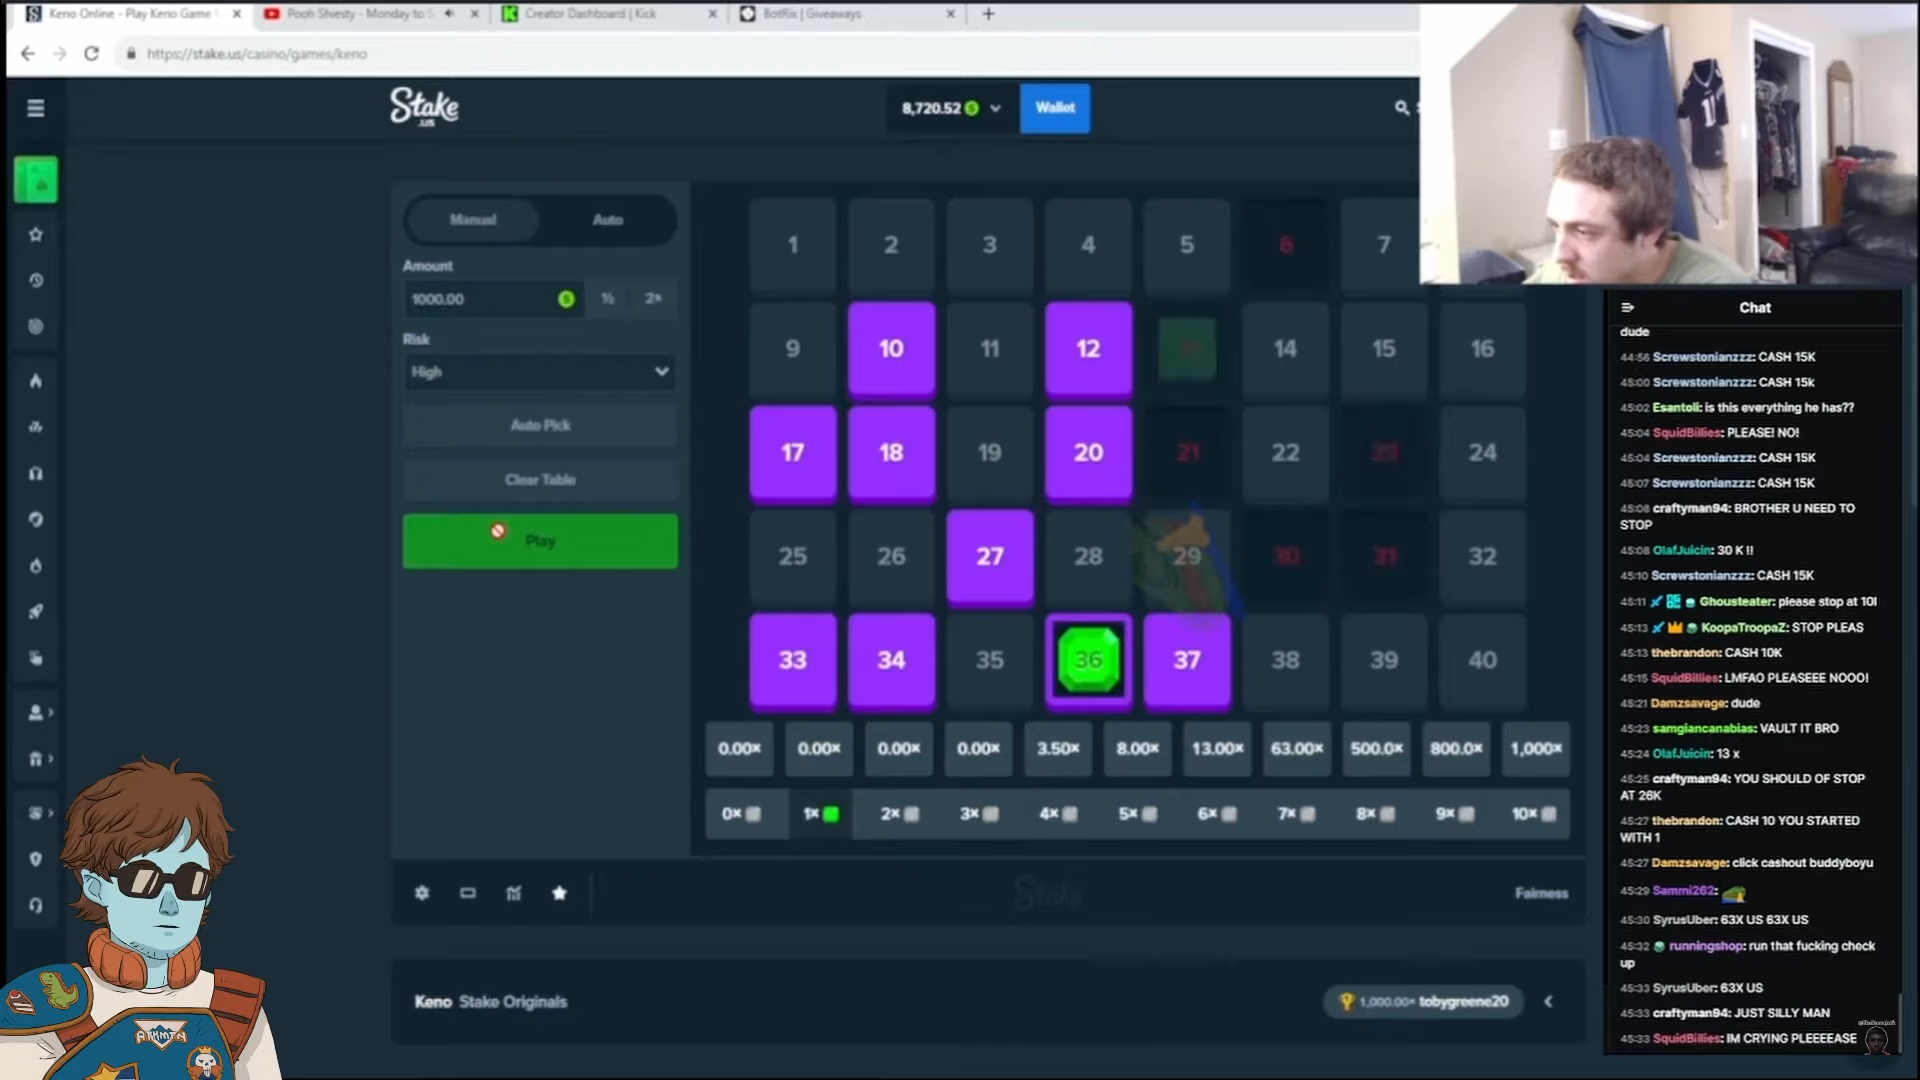 Keno Online - Play Keno Game
Pooh Shiesty - Monday to S
Creator Dashboard | Kick
BotRix | Giveaways
https://stake.us/casino/games/keno
Stake
.US
8,720.52
Wallet
Manual
Auto
Amount
1000.00
½
2×
Risk
High
Auto Pick
Clear Table
Play
1 2 3 4 5 6 7
9 10 11 12 14 15 16
17 18 19 20 21 22 23 24
25 26 27 28 29 30 31 32
33 34 35 36 37 38 39 40
0.00× 0.00× 0.00× 0.00× 3.50× 8.00× 13.00× 63.00× 500.0× 800.0× 1,000×
0× 1× 2× 3× 4× 5× 6× 7× 8× 9× 10×
Stake
Fairness
Keno Stake Originals
1,000.00× tobygreene20
Chat
dude
44:56 Screwstonianzzz: CASH 15K
45:00 Screwstonianzzz: CASH 15k
45:02 Esantoli: is this everything he has??
45:04 SquidBillies: PLEASE! NO!
45:04 Screwstonianzzz: CASH 15K
45:07 Screwstonianzzz: CASH 15K
45:08 craftyman94: BROTHER U NEED TO
STOP
45:08 OlafJuicin: 30 K !!
45:10 Screwstonianzzz: CASH 15K
45:11 Ghousteater: please stop at 10l
45:13 KoopaTroopaZ: STOP PLEAS
45:13 thebrandon: CASH 10K
45:15 SquidBillies: LMFAO PLEASEEE NOOO!
45:21 Damzsavage: dude
45:23 samgiancanabias: VAULT IT BRO
45:24 OlafJuicin: 13 x
45:25 craftyman94: YOU SHOULD OF STOP
AT 26K
45:27 thebrandon: CASH 10 YOU STARTED
WITH 1
45:27 Damzsavage: click cashout buddyboyu
45:29 Sammi262:
45:30 SyrusUber: 63X US 63X US
45:32 runningshop: run that fucking check
up
45:33 SyrusUber: 63X US
45:33 craftyman94: JUST SILLY MAN
45:33 SquidBillies: IM CRYING PLEEEEASE
ATKMTN